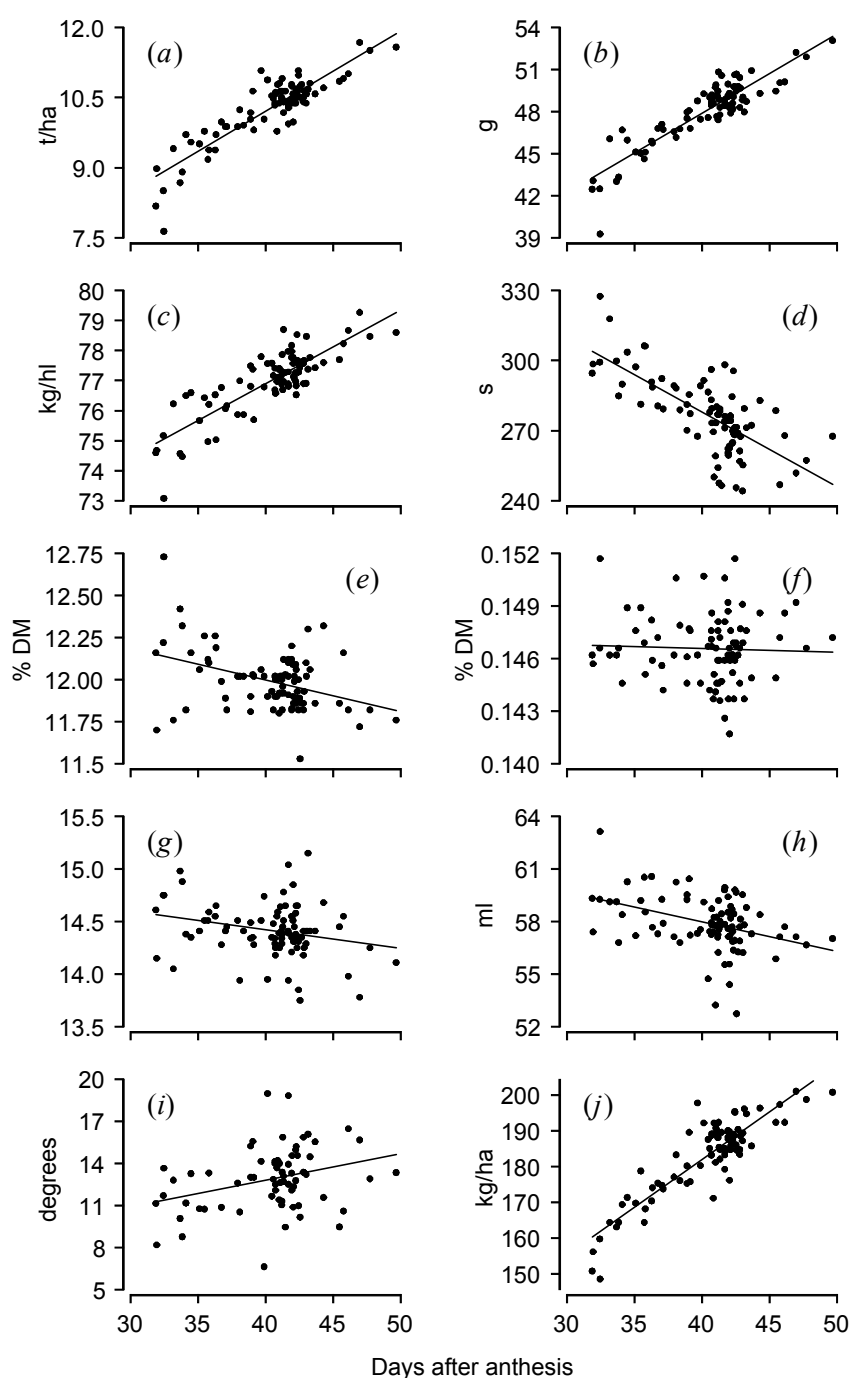 12.0
10.5
9.0
7.5
t/ha
(a)
54
51
48
45
42
39
g
(b)
80
79
78
77
76
75
74
73
kg/hl
(c)
330
300
270
240
s
(d)
12.75
12.50
12.25
12.00
11.75
11.5
% DM
(e)
0.152
0.149
0.146
0.143
0.140
% DM
(f)
15.5
15.0
14.5
14.0
13.5
(g)
64
61
58
55
52
ml
(h)
20
17
14
11
8
5
degrees
(i)
200
190
180
170
160
150
kg/ha
(j)
30 35 40 45 50 30 35 40 45 50
Days after anthesis